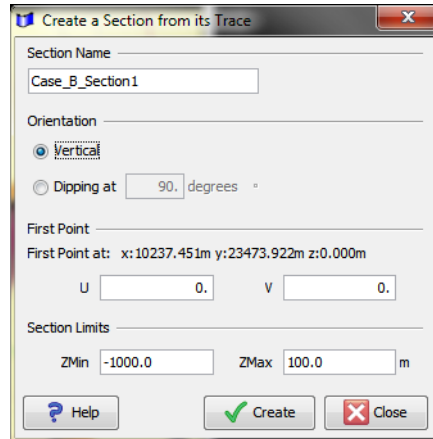 Create a Section from its Trace
Section Name
Case_B_Section1
Orientation
Vertical
Dipping at 90. degrees °
First Point
First Point at: x:10237.451m y:23473.922m z:0.000m
U 0. V 0.
Section Limits
ZMin -1000.0 ZMax 100.0 m
Help Create Close